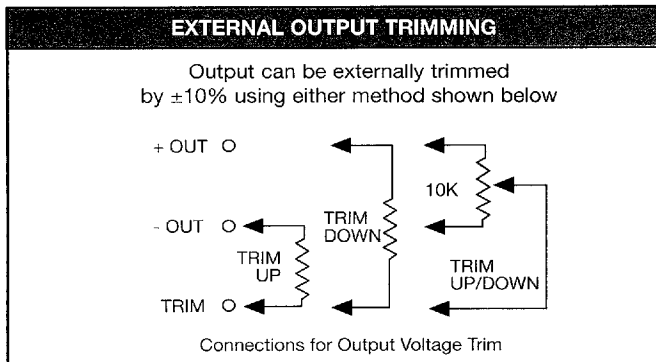 EXTERNAL OUTPUT TRIMMING
Output can be externally trimmed
by ±10% using either method shown below
+ OUT
- OUT
TRIM
TRIM
UP
TRIM
DOWN
10K
TRIM
UP/DOWN
Connections for Output Voltage Trim